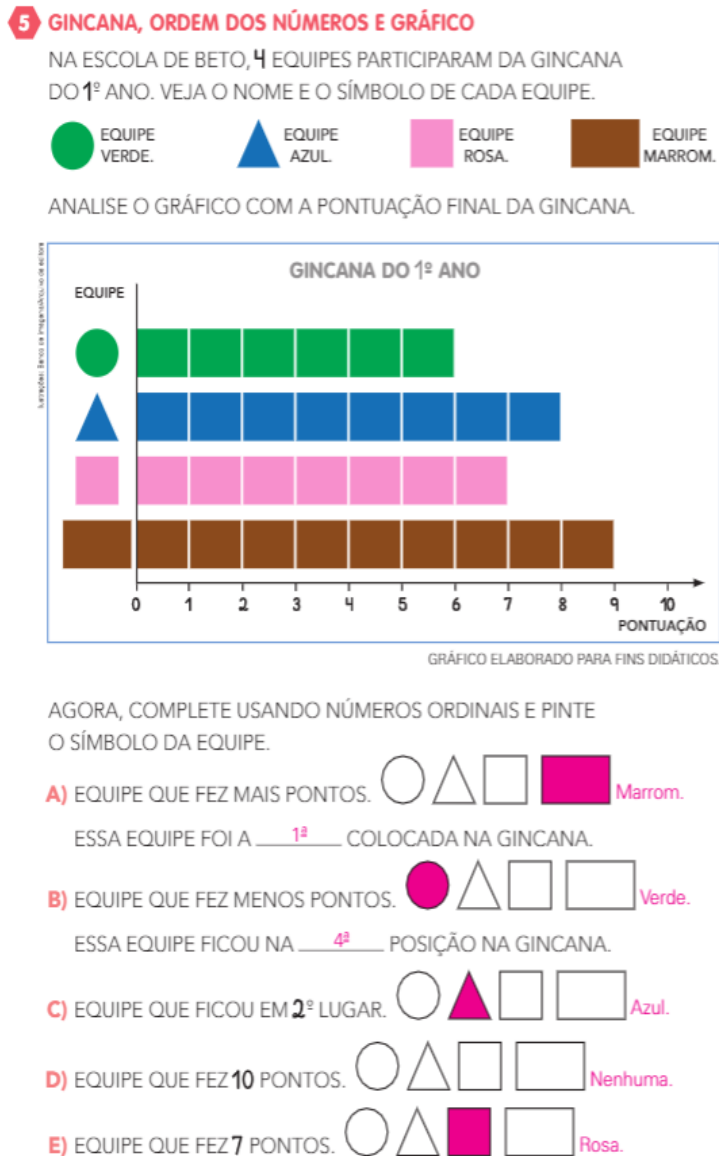 5 GINCANA, ORDEM DOS NÚMEROS E GRÁFICO
NA ESCOLA DE BETO, 4 EQUIPES PARTICIPARAM DA GINCANA
DO 1º ANO. VEJA O NOME E O SÍMBOLO DE CADA EQUIPE.
EQUIPE VERDE.
EQUIPE AZUL.
EQUIPE ROSA.
EQUIPE MARROM.
ANALISE O GRÁFICO COM A PONTUAÇÃO FINAL DA GINCANA.
GINCANA DO 1º ANO
EQUIPE
0 1 2 3 4 5 6 7 8 9 10
PONTUAÇÃO
GRÁFICO ELABORADO PARA FINS DIDÁTICOS
AGORA, COMPLETE USANDO NÚMEROS ORDINAIS E PINTE
O SÍMBOLO DA EQUIPE.
A) EQUIPE QUE FEZ MAIS PONTOS. Marrom.
ESSA EQUIPE FOI A 1ª COLOCADA NA GINCANA.
B) EQUIPE QUE FEZ MENOS PONTOS. Verde.
ESSA EQUIPE FICOU NA 4ª POSIÇÃO NA GINCANA.
C) EQUIPE QUE FICOU EM 2º LUGAR. Azul.
D) EQUIPE QUE FEZ 10 PONTOS. Nenhuma.
E) EQUIPE QUE FEZ 7 PONTOS. Rosa.